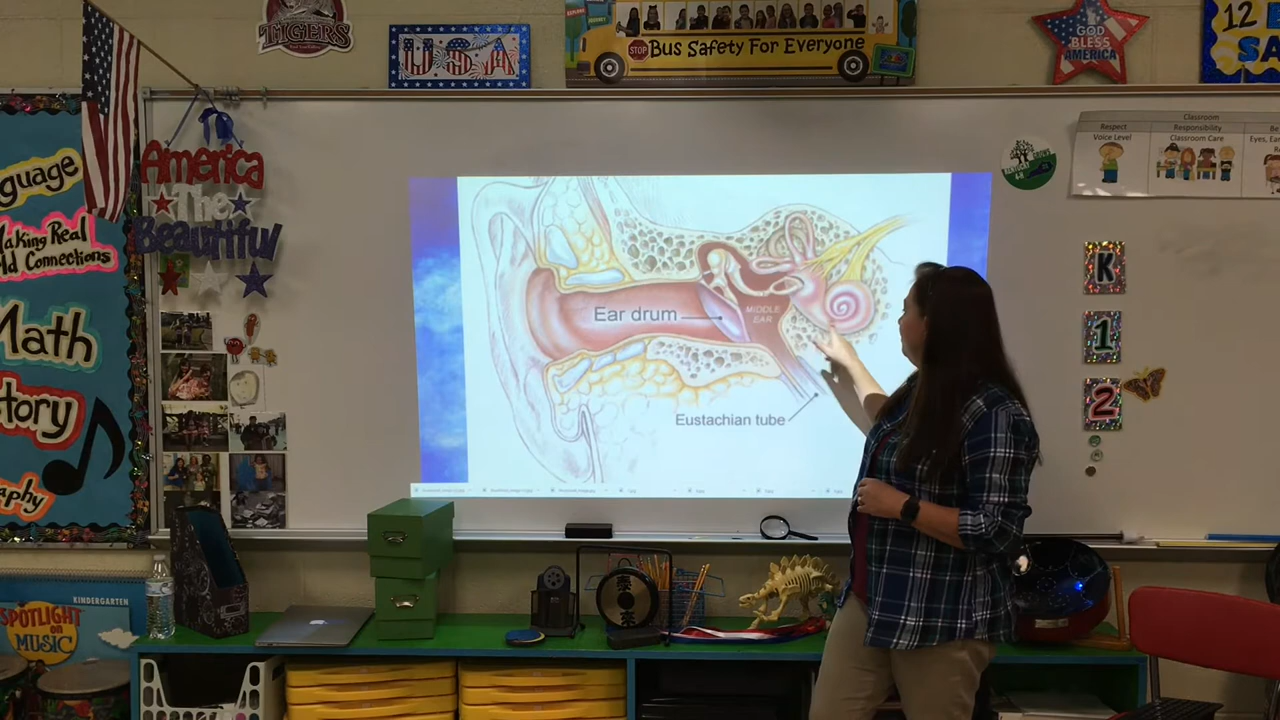 TIGERS
USA
STOP
Bus Safety For Everyone
GOD
BLESS
AMERICA
12
America
The
Beautiful
Classroom
Respect
Responsibility
Voice Level
Classroom Care
guage
Making Real
ld Connections
Math
tory
aphy
Ear drum
MIDDLE
EAR
Eustachian tube
K
1
2
KINDERGARTEN
SPOTLIGHT
on
MUSIC